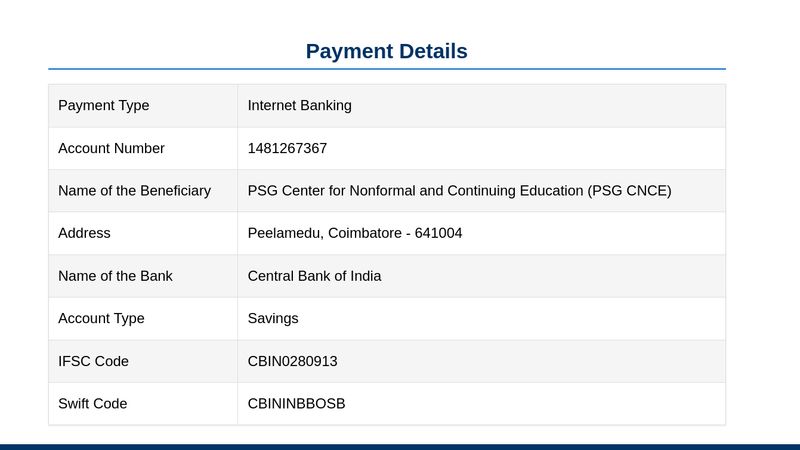 Payment Details
Payment Type Internet Banking
Account Number 1481267367
Name of the Beneficiary PSG Center for Nonformal and Continuing Education (PSG CNCE)
Address Peelamedu, Coimbatore - 641004
Name of the Bank Central Bank of India
Account Type Savings
IFSC Code CBIN0280913
Swift Code CBININBBOSB